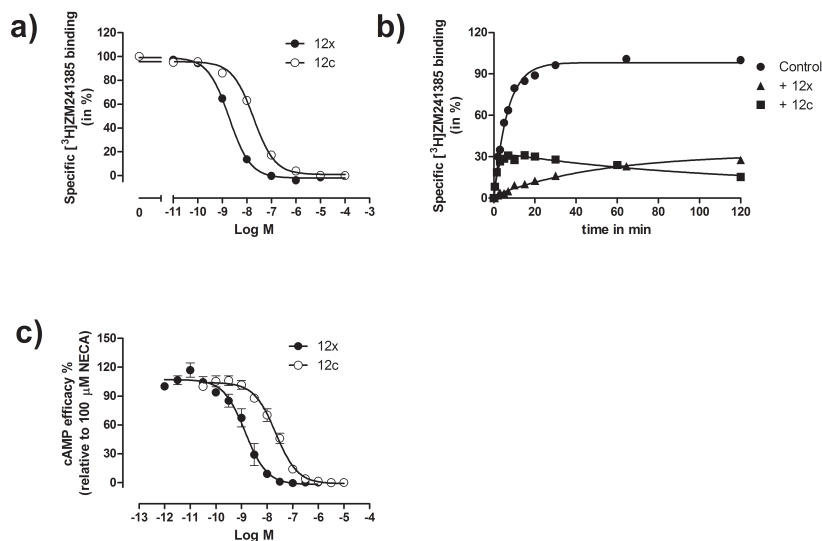 a)
Specific [³H]ZM241385 binding
(in %)
120
100
80
60
40
20
0
12x
12c
0
-11 -10 -9 -8 -7 -6 -5 -4 -3
Log M
b)
Specific [³H]ZM241385 binding
(in %)
120
90
60
30
0
0 20 40 60 80 100 120
time in min
Control
+ 12x
+ 12c
c)
cAMP efficacy %
(relative to 100 μM NECA)
150
120
90
60
30
0
12x
12c
-13 -12 -11 -10 -9 -8 -7 -6 -5 -4
Log M